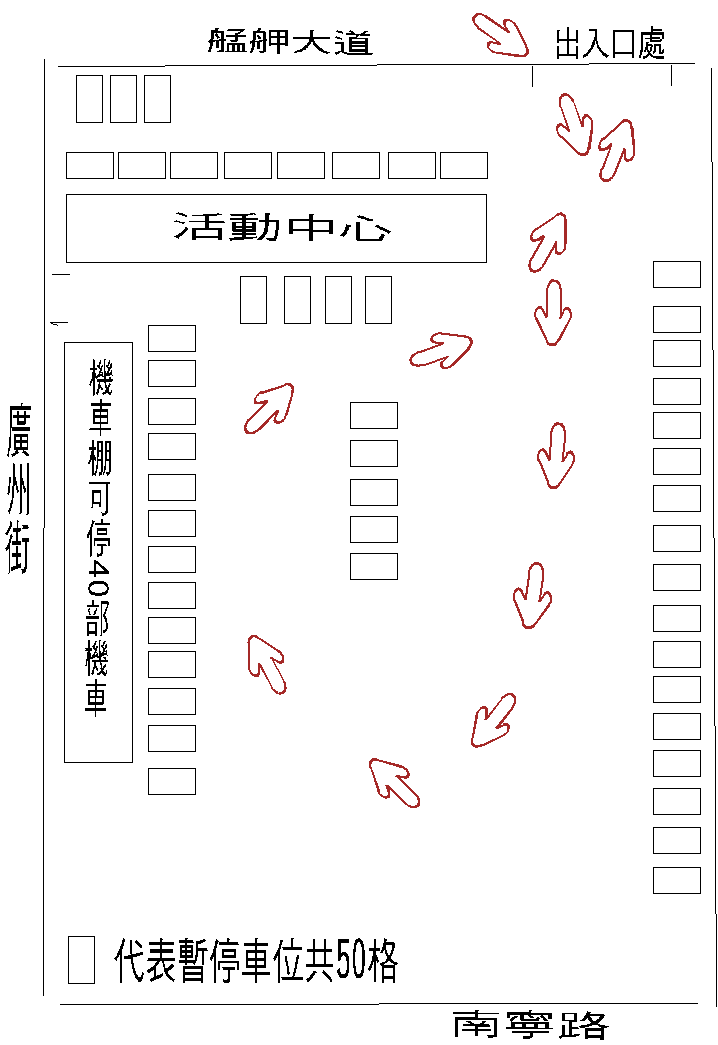 艋舺大道
出入口處
活動中心
廣州街
機車棚可停40部機車
代表暫停車位共50格
南寧路